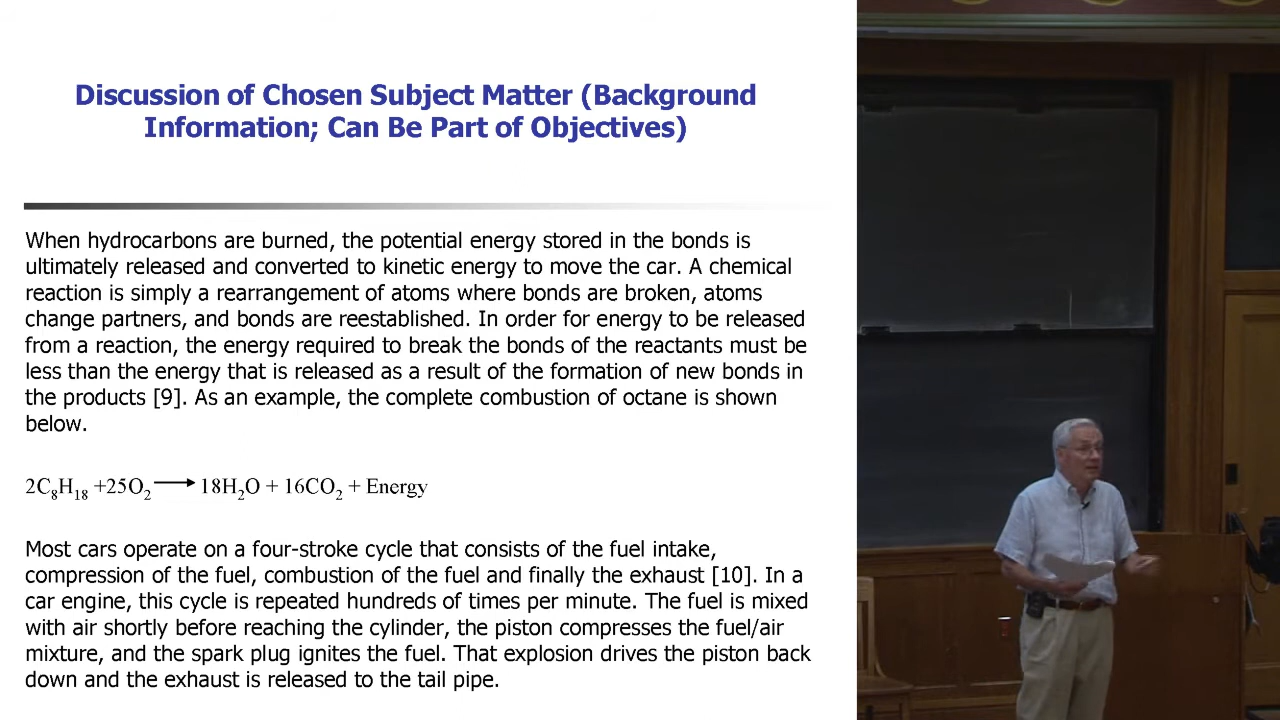 Discussion of Chosen Subject Matter (Background
Information; Can Be Part of Objectives)
When hydrocarbons are burned, the potential energy stored in the bonds is
ultimately released and converted to kinetic energy to move the car. A chemical
reaction is simply a rearrangement of atoms where bonds are broken, atoms
change partners, and bonds are reestablished. In order for energy to be released
from a reaction, the energy required to break the bonds of the reactants must be
less than the energy that is released as a result of the formation of new bonds in
the products [9]. As an example, the complete combustion of octane is shown
below.
2C₈H₁₈ +25O₂ ⟶ 18H₂O + 16CO₂ + Energy
Most cars operate on a four-stroke cycle that consists of the fuel intake,
compression of the fuel, combustion of the fuel and finally the exhaust [10]. In a
car engine, this cycle is repeated hundreds of times per minute. The fuel is mixed
with air shortly before reaching the cylinder, the piston compresses the fuel/air
mixture, and the spark plug ignites the fuel. That explosion drives the piston back
down and the exhaust is released to the tail pipe.